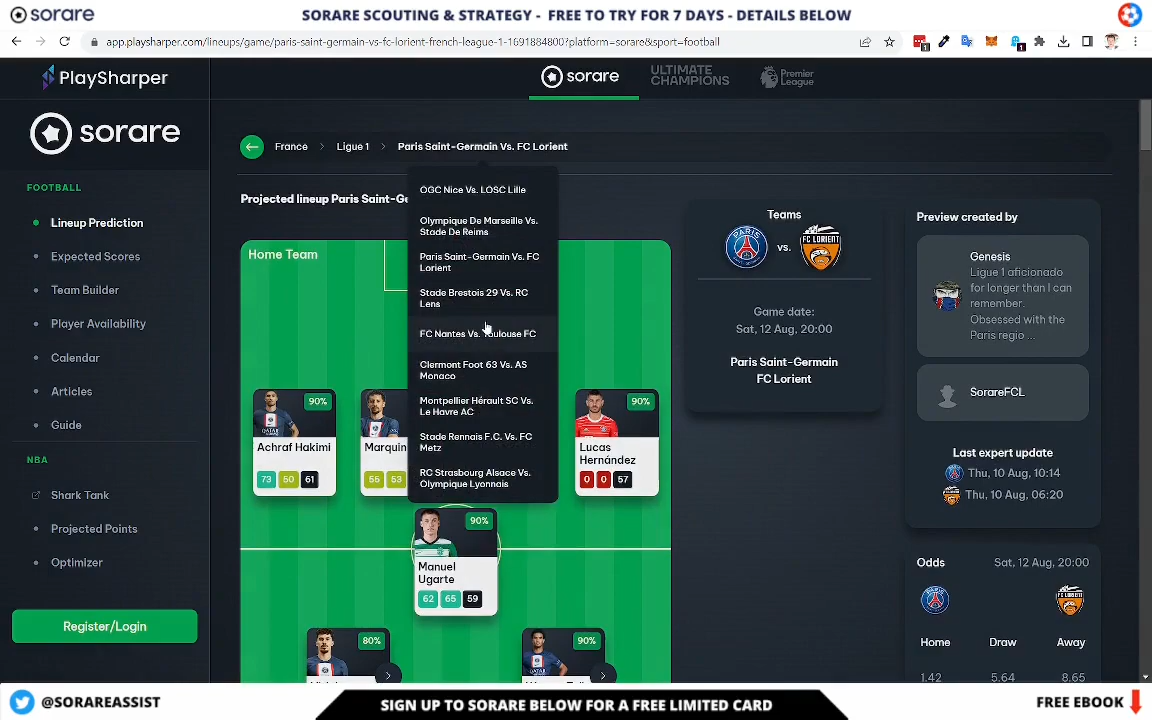 sorare
SORARE SCOUTING & STRATEGY - FREE TO TRY FOR 7 DAYS - DETAILS BELOW
app.playsharper.com/lineups/game/paris-saint-germain-vs-fc-lorient-french-league-1-1691884800?platform=sorare&sport=football
PlaySharper
sorare
ULTIMATE
CHAMPIONS
Premier
League
sorare
France
Ligue 1
Paris Saint-Germain Vs. FC Lorient
FOOTBALL
Lineup Prediction
Expected Scores
Team Builder
Player Availability
Calendar
Articles
Guide
NBA
Shark Tank
Projected Points
Optimizer
Register/Login
Projected lineup Paris Saint-Ge
Home Team
OGC Nice Vs. LOSC Lille
Olympique De Marseille Vs.
Stade De Reims
Paris Saint-Germain Vs. FC
Lorient
Stade Brestois 29 Vs. RC
Lens
FC Nantes Vs. Toulouse FC
Clermont Foot 63 Vs. AS
Monaco
Montpellier Hérault SC Vs.
Le Havre AC
Stade Rennais F.C. Vs. FC
Metz
RC Strasbourg Alsace Vs.
Olympique Lyonnais
90%
Achraf Hakimi
73 50 61
Marquin
55 53
90%
Lucas
Hernández
0 0 57
90%
Manuel
Ugarte
62 65 59
80%
90%
Teams
vs.
Game date:
Sat, 12 Aug, 20:00
Paris Saint-Germain
FC Lorient
Preview created by
Genesis
Ligue 1 aficionado
for longer than I can
remember.
Obsessed with the
Paris regio ...
SorareFCL
Last expert update
Thu, 10 Aug, 10:14
Thu, 10 Aug, 06:20
Odds
Sat, 12 Aug, 20:00
Home Draw Away
1.42 5.64 8.65
@SORAREASSIST
SIGN UP TO SORARE BELOW FOR A FREE LIMITED CARD
FREE EBOOK